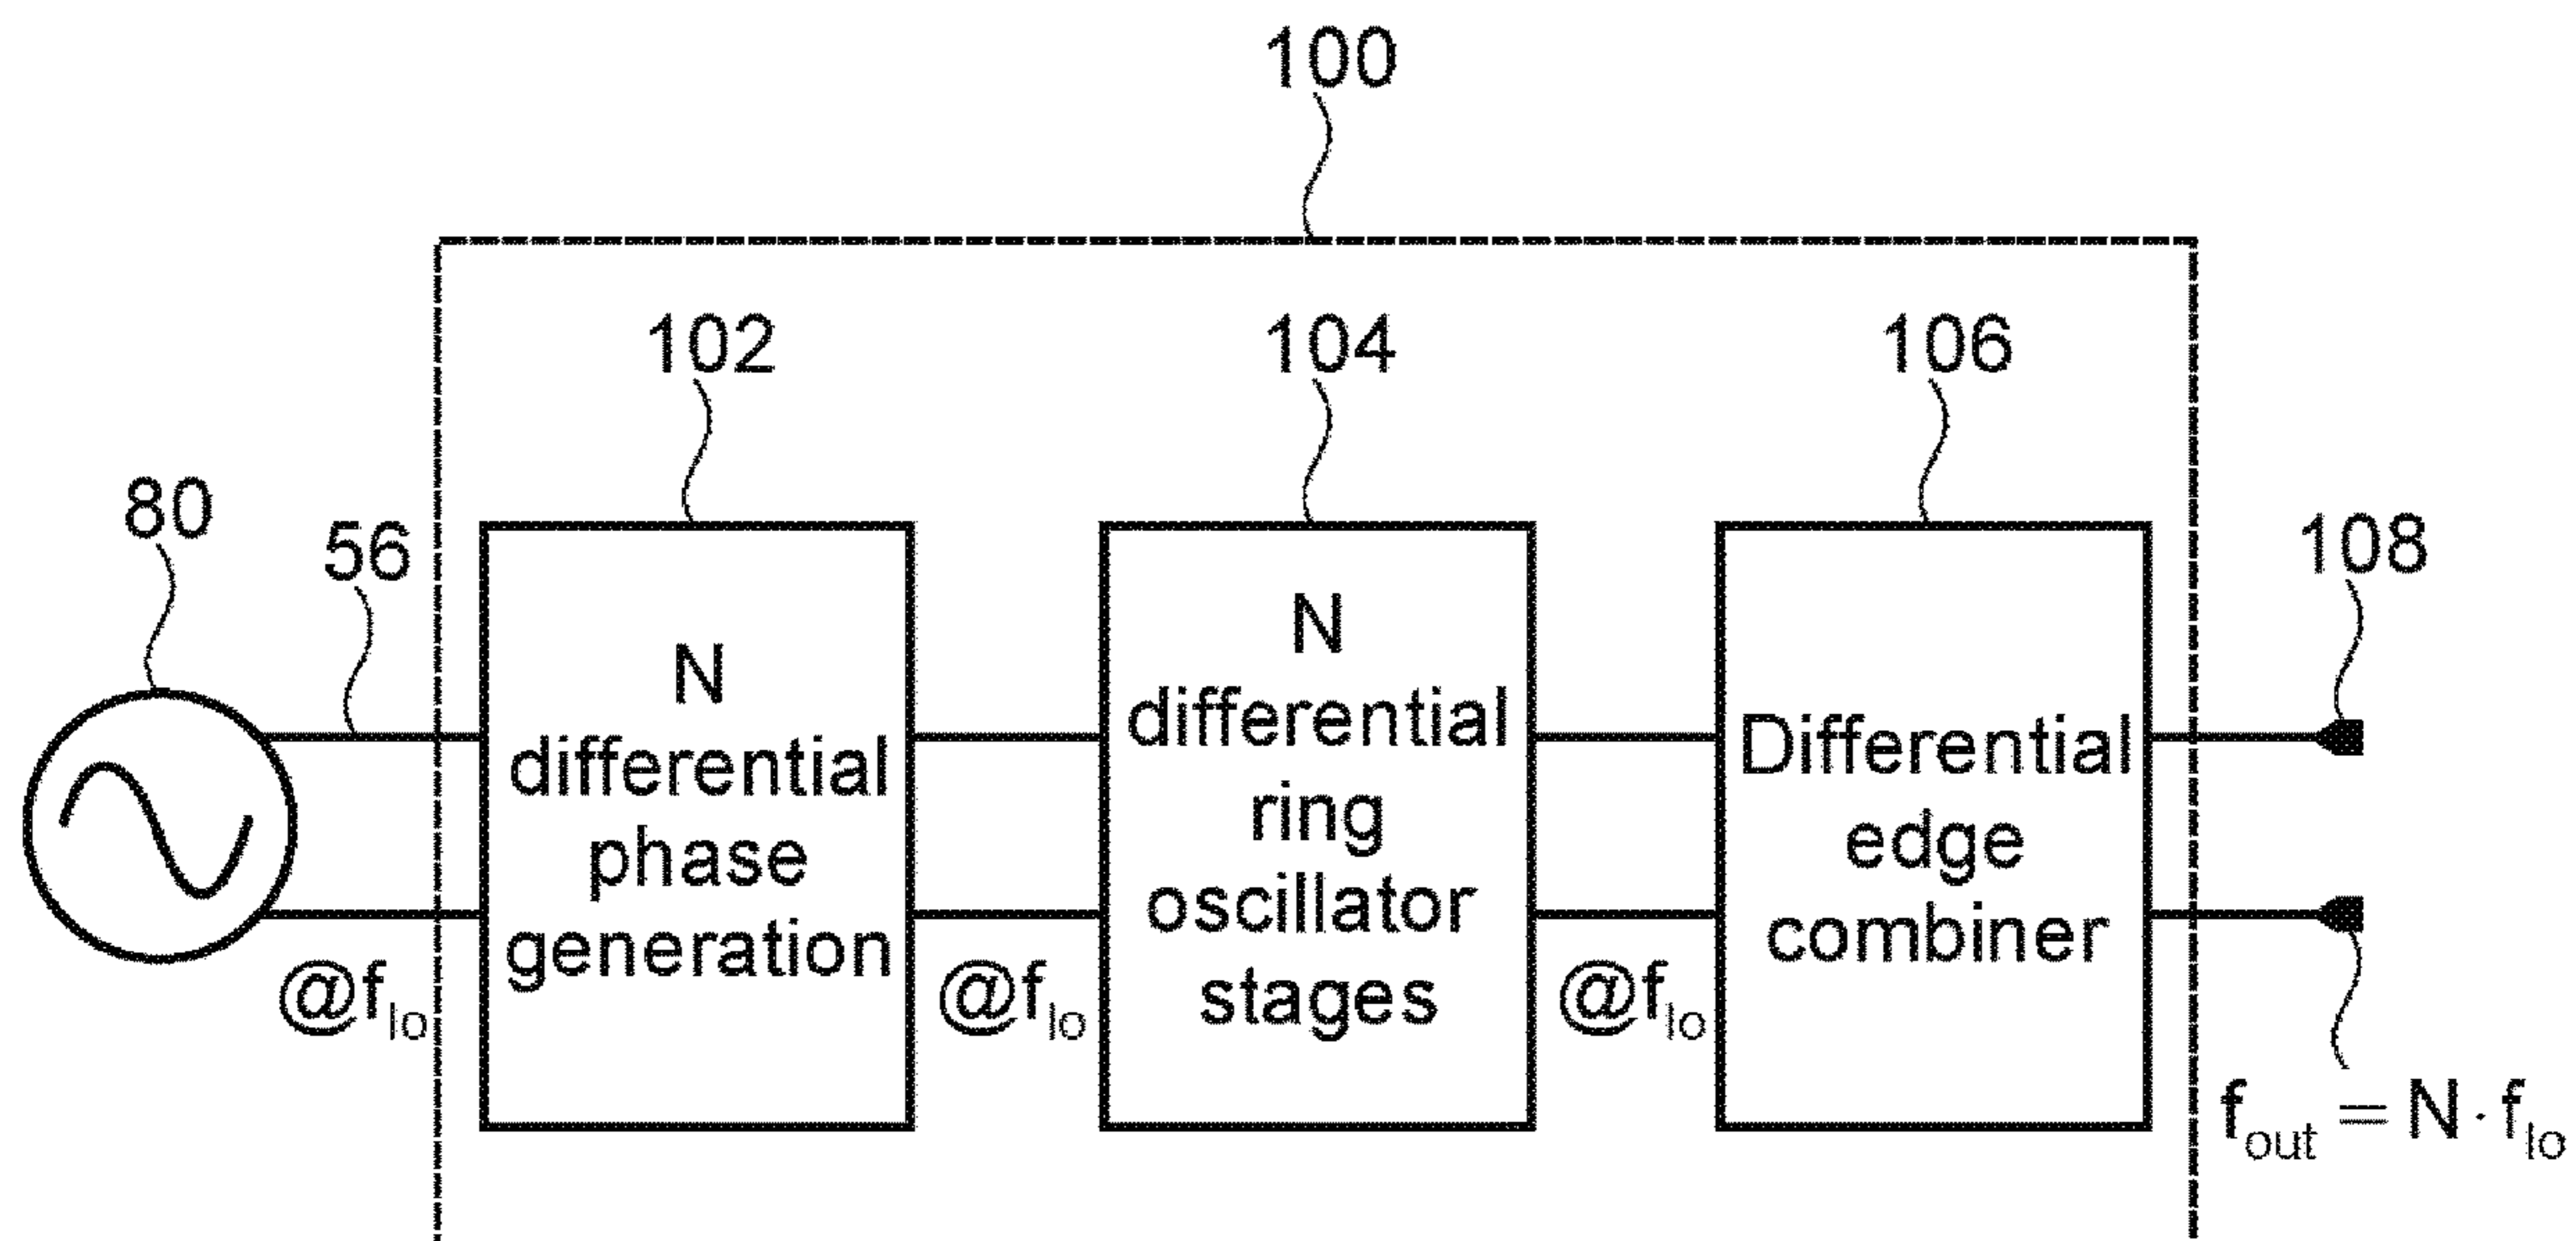 100
102
104
106
80
56
108
N
differential
phase
generation
N
differential
ring
oscillator
stages
Differential
edge
combiner
@f_lo
@f_lo
@f_lo
f_out = N · f_lo